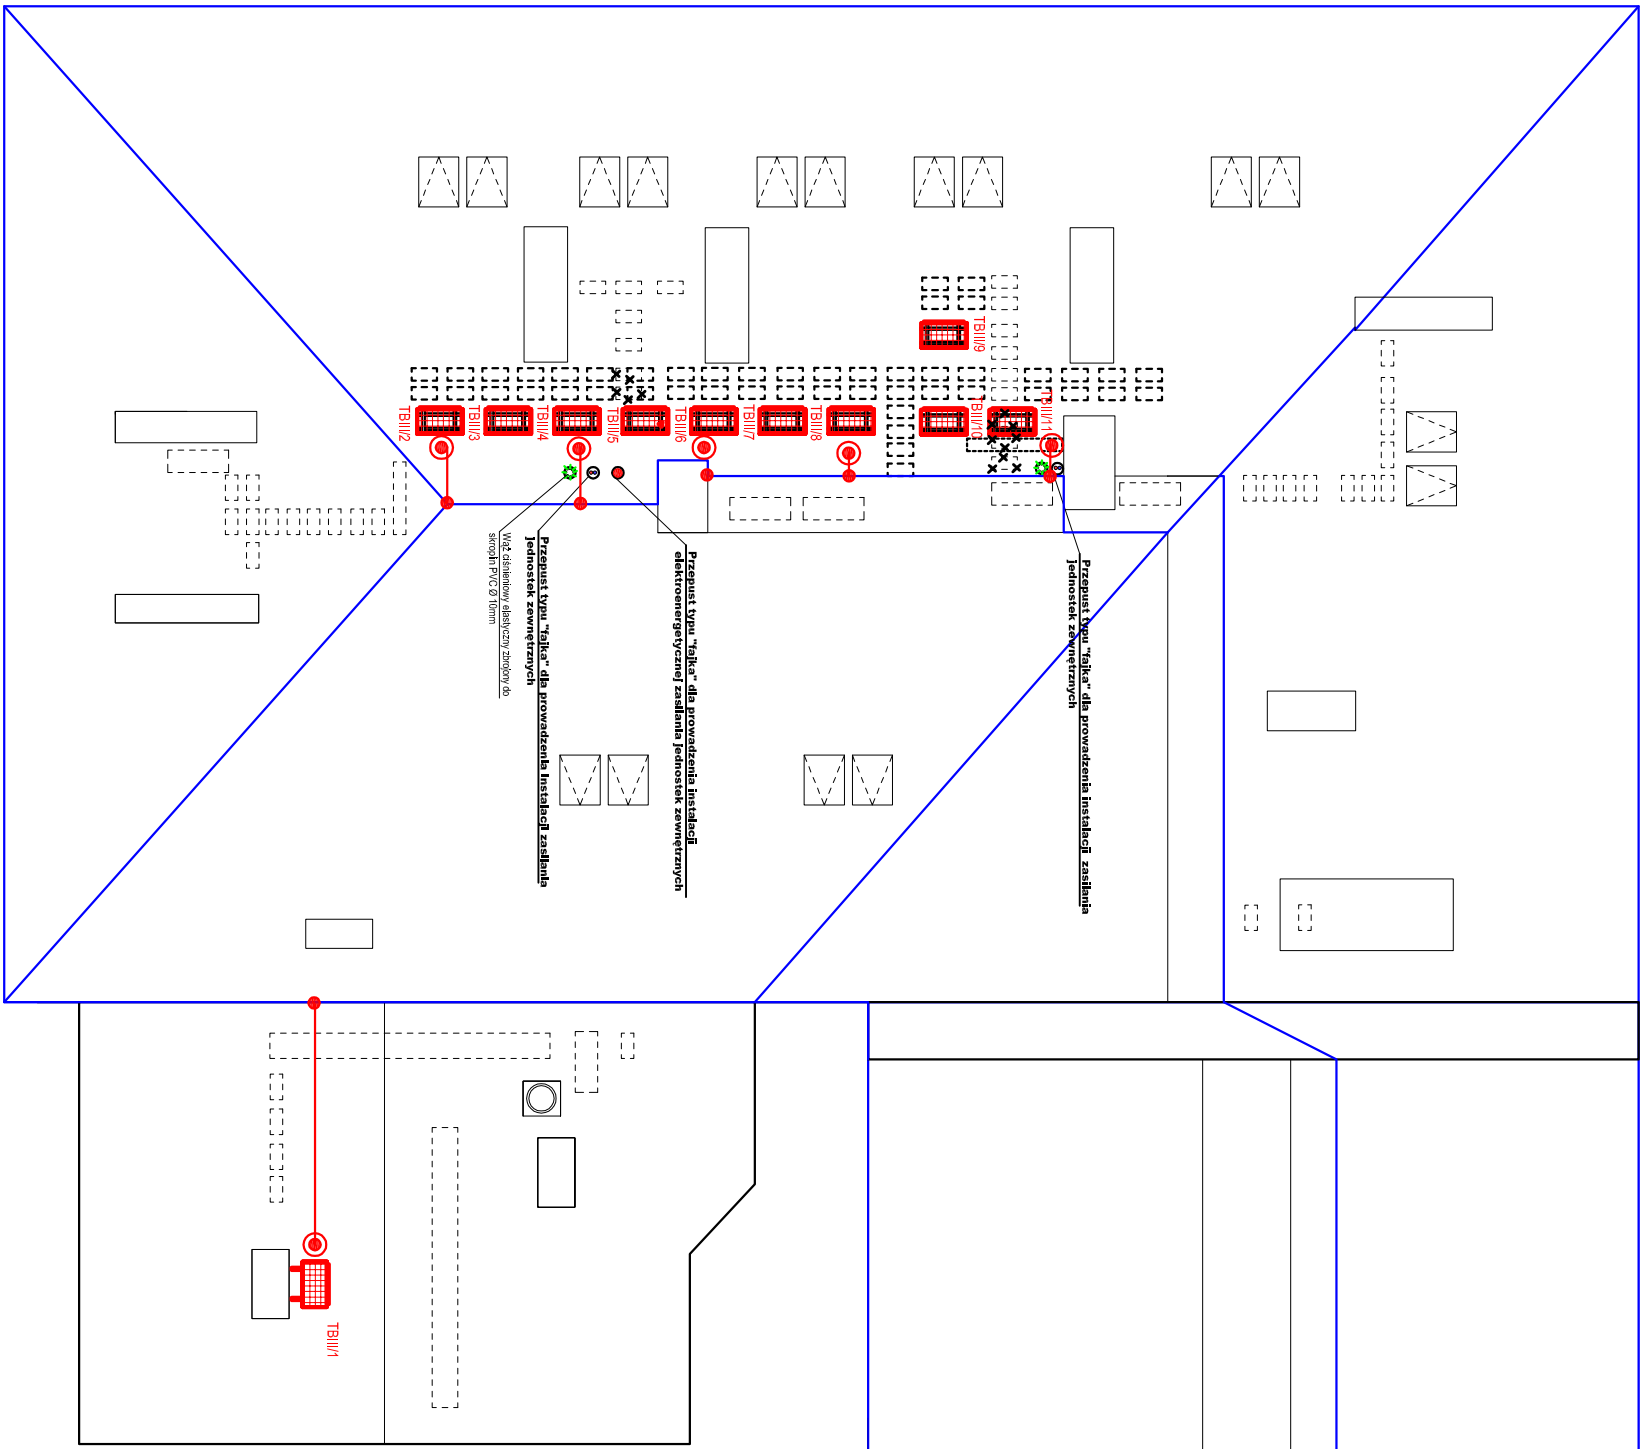 TBIII/9
TBIII/2
TBIII/3
TBIII/4
TBIII/5
TBIII/6
TBIII/7
TBIII/8
TBIII/10
TBIII/11
Wąż ciśnieniowy elastyczny zbrojony do
skroplin PVC Ø 10mm
Przepust typu "fajka" dla prowadzenia instalacji zasilania
jednostek zewnętrznych
Przepust typu "fajka" dla prowadzenia instalacji
elektroenergetycznej zasilania jednostek zewnętrznych
Przepust typu "fajka" dla prowadzenia instalacji zasilania
jednostek zewnętrznych
TBIII/1